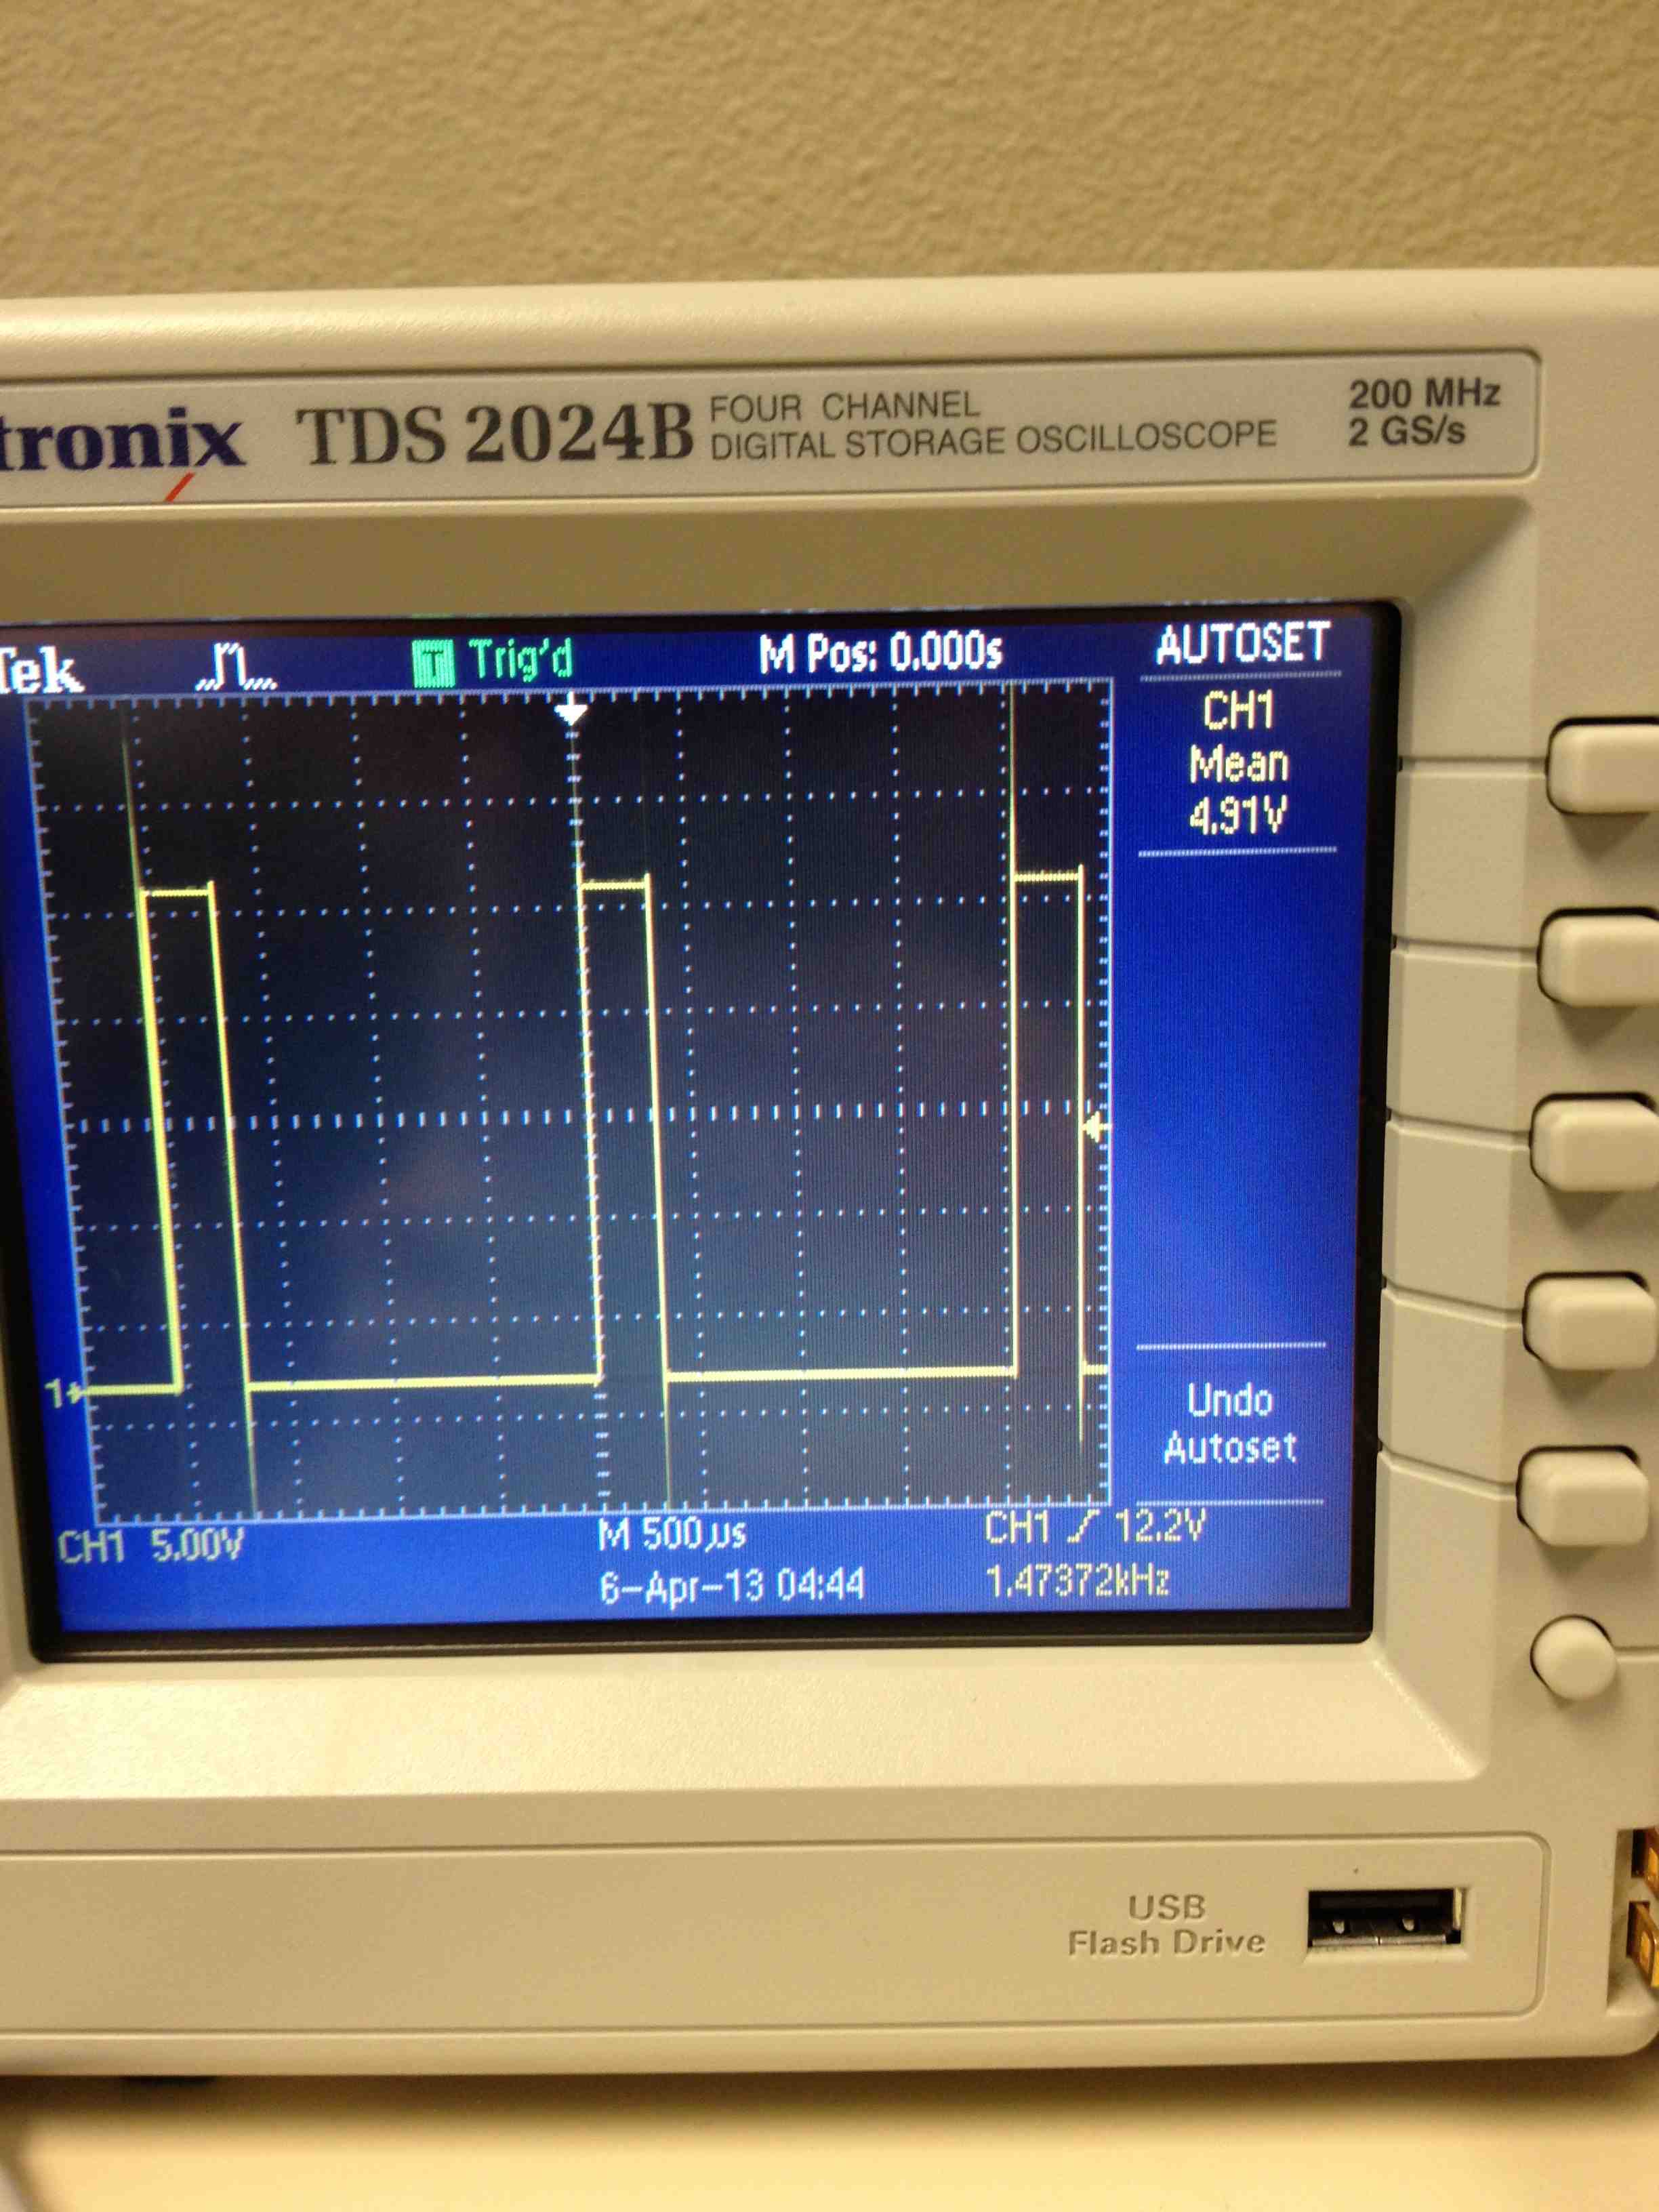 tronix TDS 2024B FOUR CHANNEL DIGITAL STORAGE OSCILLOSCOPE 200 MHz 2 GS/s
Tek Trig'd M Pos: 0.000s AUTOSET
CH1
Mean
4.91V
1
Undo
Autoset
CH1 5.00V M 500µs CH1 12.2V
6-Apr-13 04:44 1.47372kHz
USB
Flash Drive